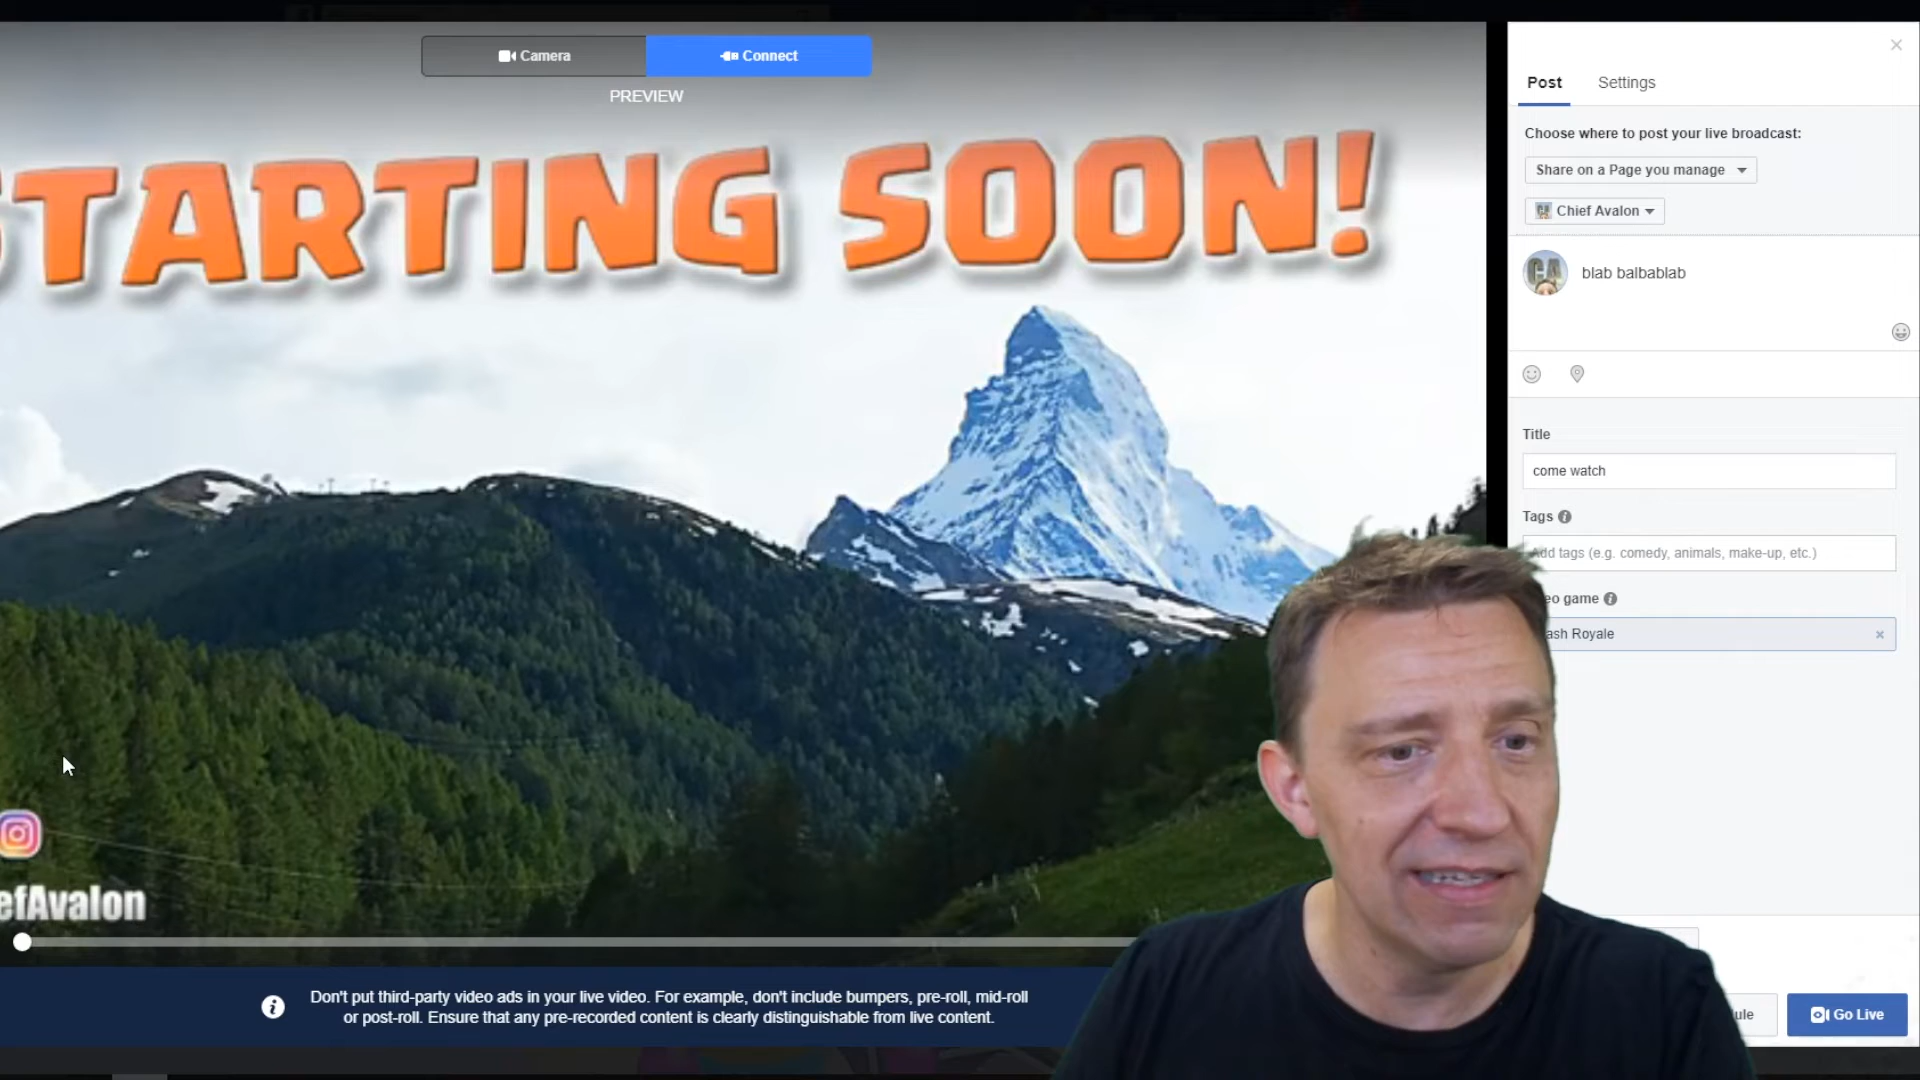 Camera
Connect
PREVIEW
STARTING SOON!
efAvalon
Don't put third-party video ads in your live video. For example, don't include bumpers, pre-roll, mid-roll
or post-roll. Ensure that any pre-recorded content is clearly distinguishable from live content.
Post
Settings
Choose where to post your live broadcast:
Share on a Page you manage
Chief Avalon
CA
blab balbablab
Title
come watch
Tags
Add tags (e.g. comedy, animals, make-up, etc.)
eo game
ash Royale
ule
Go Live